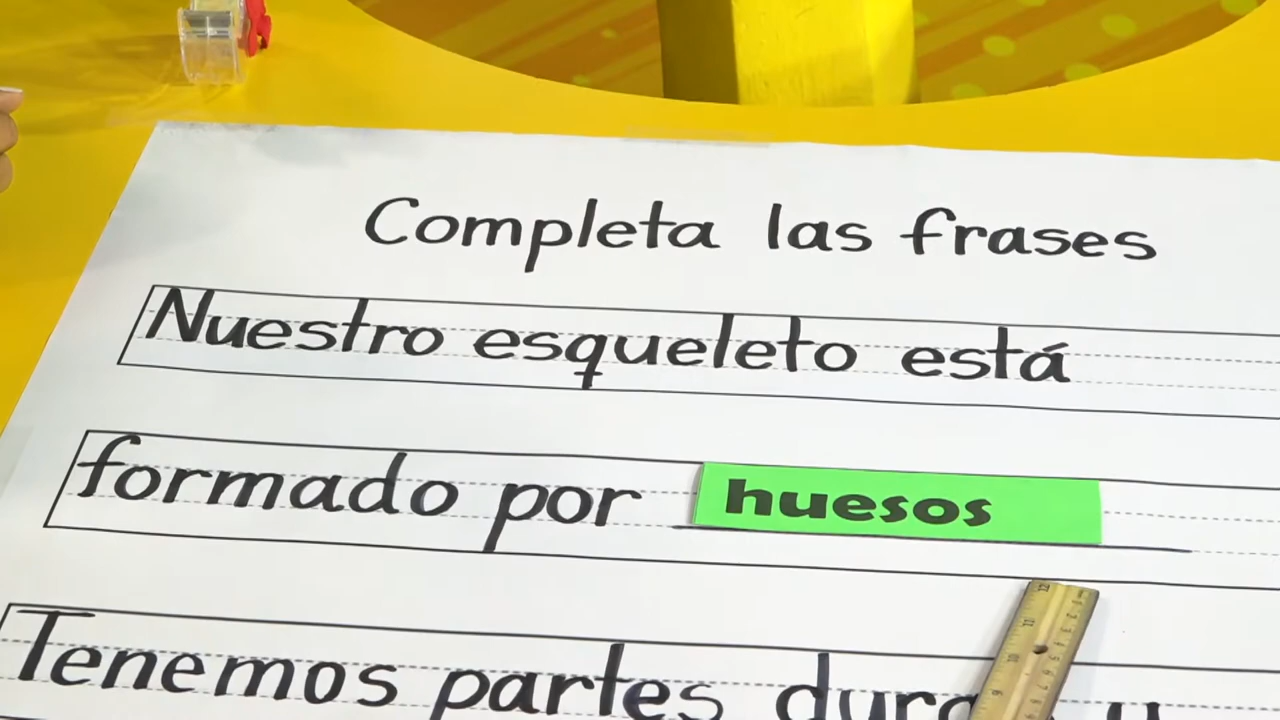 Completa las frases
Nuestro esqueleto está
formado por huesos
Tenemos partes